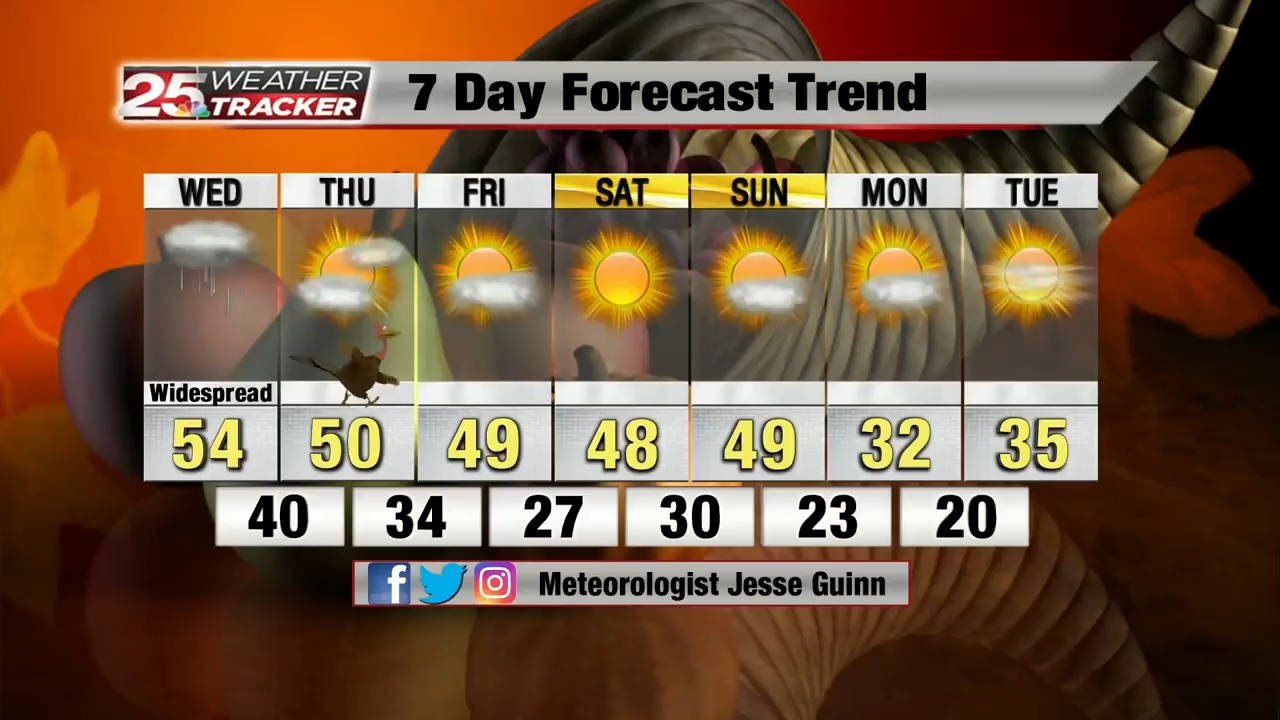 25 WEATHER TRACKER
7 Day Forecast Trend
WED THU FRI SAT SUN MON TUE
Widespread
54 50 49 48 49 32 35
40 34 27 30 23 20
f Meteorologist Jesse Guinn